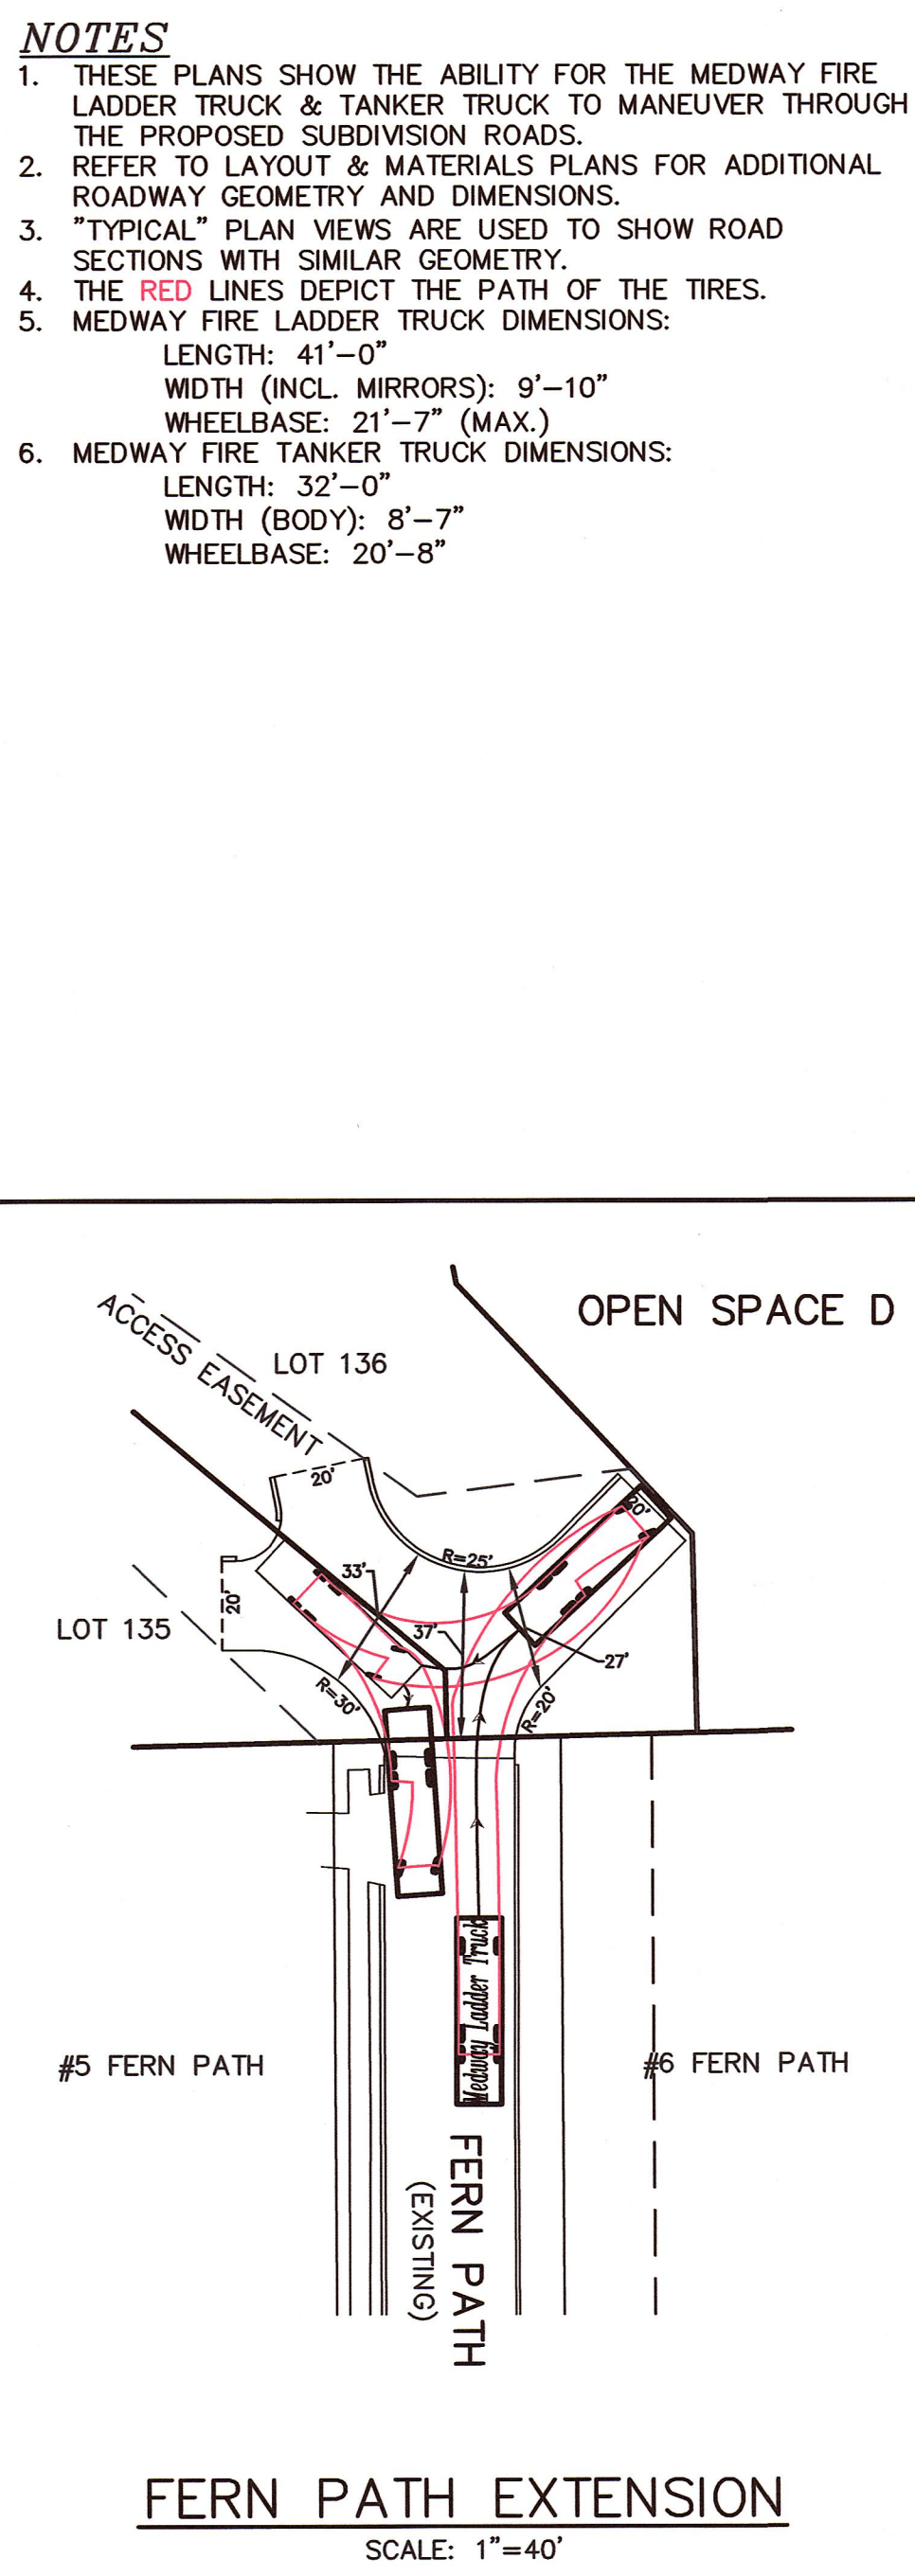 NOTES
1. THESE PLANS SHOW THE ABILITY FOR THE MEDWAY FIRE
LADDER TRUCK & TANKER TRUCK TO MANEUVER THROUGH
THE PROPOSED SUBDIVISION ROADS.
2. REFER TO LAYOUT & MATERIALS PLANS FOR ADDITIONAL
ROADWAY GEOMETRY AND DIMENSIONS.
3. "TYPICAL" PLAN VIEWS ARE USED TO SHOW ROAD
SECTIONS WITH SIMILAR GEOMETRY.
4. THE RED LINES DEPICT THE PATH OF THE TIRES.
5. MEDWAY FIRE LADDER TRUCK DIMENSIONS:
LENGTH: 41'-0"
WIDTH (INCL. MIRRORS): 9'-10"
WHEELBASE: 21'-7" (MAX.)
6. MEDWAY FIRE TANKER TRUCK DIMENSIONS:
LENGTH: 32'-0"
WIDTH (BODY): 8'-7"
WHEELBASE: 20'-8"
OPEN SPACE D
ACCESS EASEMENT
LOT 136
20'
20'
R=25'
33'
20'
LOT 135
37'
27'
R=30'
R=20'
Medway Ladder Truck
#5 FERN PATH
#6 FERN PATH
FERN PATH
(EXISTING)
FERN PATH EXTENSION
SCALE: 1"=40'